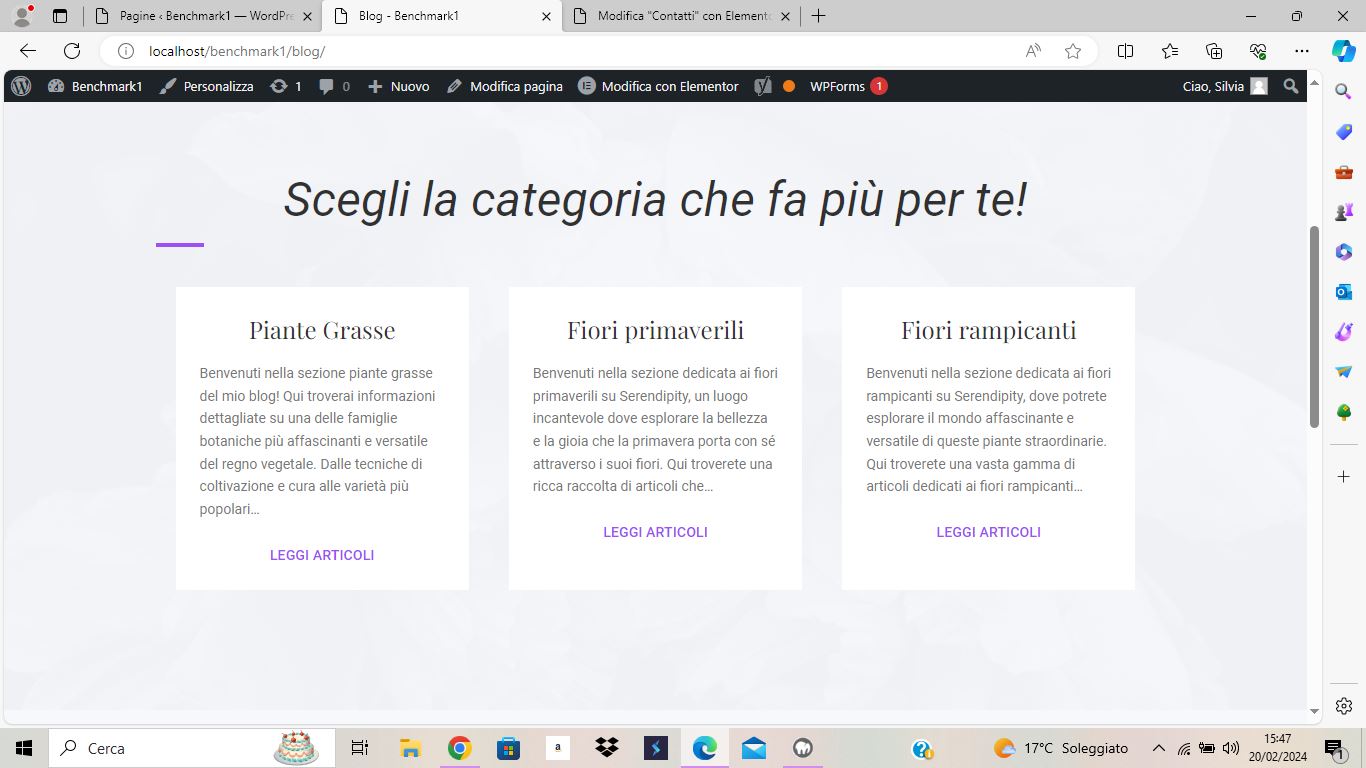 Pagine ‹ Benchmark1 — WordPre
Blog - Benchmark1
Modifica "Contatti" con Elemento
localhost/benchmark1/blog/
Benchmark1
Personalizza
1
0
Nuovo
Modifica pagina
Modifica con Elementor
WPForms
1
Ciao, Silvia
Scegli la categoria che fa più per te!
Piante Grasse
Benvenuti nella sezione piante grasse
del mio blog! Qui troverai informazioni
dettagliate su una delle famiglie
botaniche più affascinanti e versatile
del regno vegetale. Dalle tecniche di
coltivazione e cura alle varietà più
popolari…
LEGGI ARTICOLI
Fiori primaverili
Benvenuti nella sezione dedicata ai fiori
primaverili su Serendipity, un luogo
incantevole dove esplorare la bellezza
e la gioia che la primavera porta con sé
attraverso i suoi fiori. Qui troverete una
ricca raccolta di articoli che…
LEGGI ARTICOLI
Fiori rampicanti
Benvenuti nella sezione dedicata ai fiori
rampicanti su Serendipity, dove potrete
esplorare il mondo affascinante e
versatile di queste piante straordinarie.
Qui troverete una vasta gamma di
articoli dedicati ai fiori rampicanti…
LEGGI ARTICOLI
Cerca
a
17°C Soleggiato
15:47
20/02/2024
1